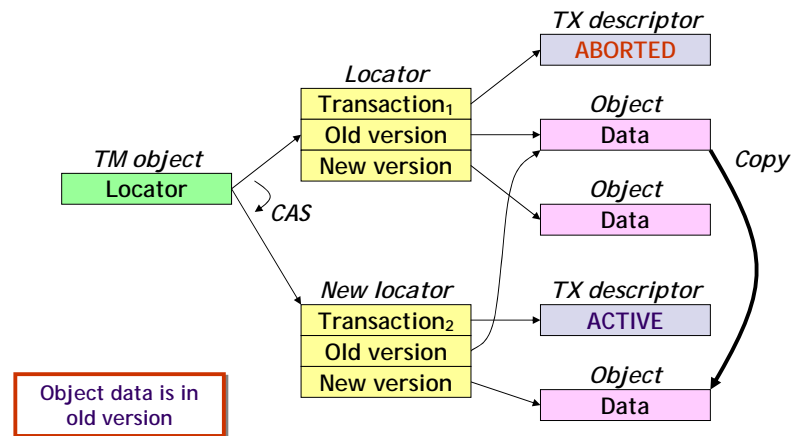 TX descriptor
ABORTED
Locator
Transaction₁
Old version
New version
Object
Data
Copy
TM object
Locator
CAS
Object
Data
New locator
Transaction₂
Old version
New version
TX descriptor
ACTIVE
Object
Data
Object data is in
old version